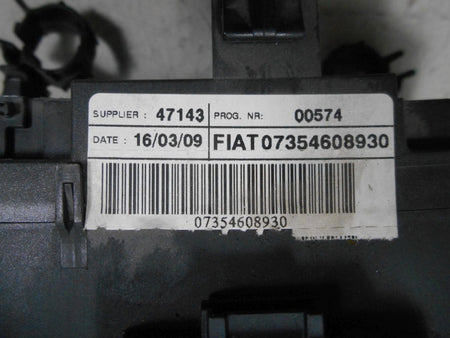 SUPPLIER : 47143 PROG. NR: 00574
DATE : 16/03/09 FIAT 07354608930
07354608930